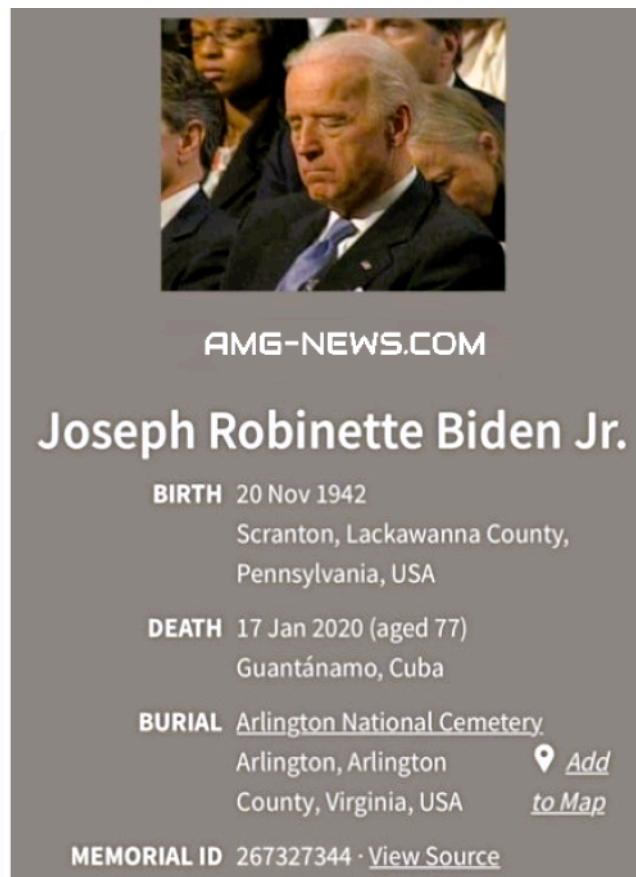 AMG-NEWS.COM
Joseph Robinette Biden Jr.
BIRTH 20 Nov 1942
Scranton, Lackawanna County,
Pennsylvania, USA
DEATH 17 Jan 2020 (aged 77)
Guantánamo, Cuba
BURIAL Arlington National Cemetery
Arlington, Arlington Add
County, Virginia, USA to Map
MEMORIAL ID 267327344 · View Source